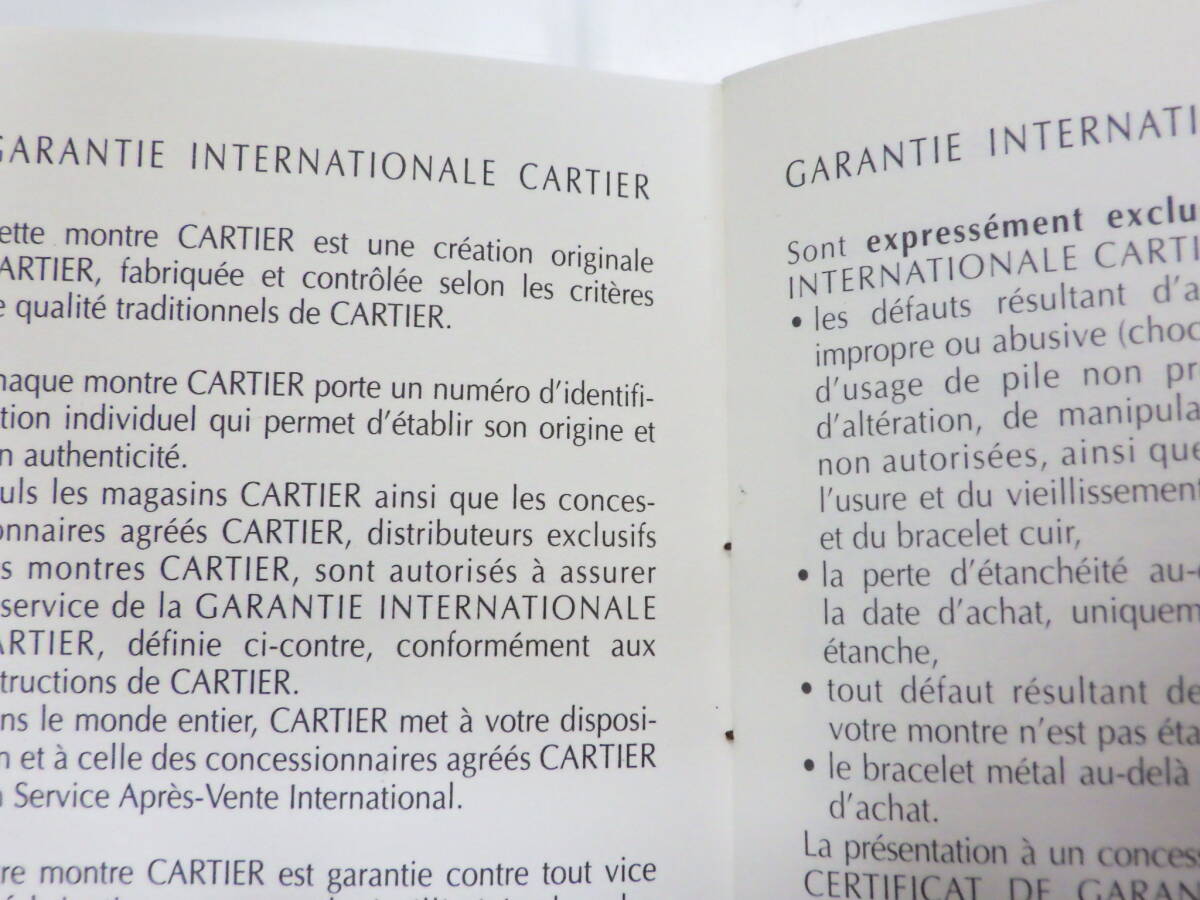 GARANTIE INTERNATIONALE CARTIER
ette montre CARTIER est une création originale
ARTIER, fabriquée et contrôlée selon les critères
e qualité traditionnels de CARTIER.
haque montre CARTIER porte un numéro d'identifi-
tion individuel qui permet d'établir son origine et
n authenticité.
uls les magasins CARTIER ainsi que les conces-
onnaires agréés CARTIER, distributeurs exclusifs
s montres CARTIER, sont autorisés à assurer
service de la GARANTIE INTERNATIONALE
ARTIER, définie ci-contre, conformément aux
tructions de CARTIER.
ns le monde entier, CARTIER met à votre disposi-
n et à celle des concessionnaires agréés CARTIER
n Service Après-Vente International.
re montre CARTIER est garantie contre tout vice
GARANTIE INTERNATI
Sont expressément exclu
INTERNATIONALE CARTI
• les défauts résultant d'a
impropre ou abusive (choc
d'usage de pile non pr
d'altération, de manipula
non autorisées, ainsi que
l'usure et du vieillissement
et du bracelet cuir,
• la perte d'étanchéité au-
la date d'achat, uniquem
étanche,
• tout défaut résultant de
votre montre n'est pas éta
• le bracelet métal au-delà
d'achat.
La présentation à un concess
CERTIFICAT DE GARAN